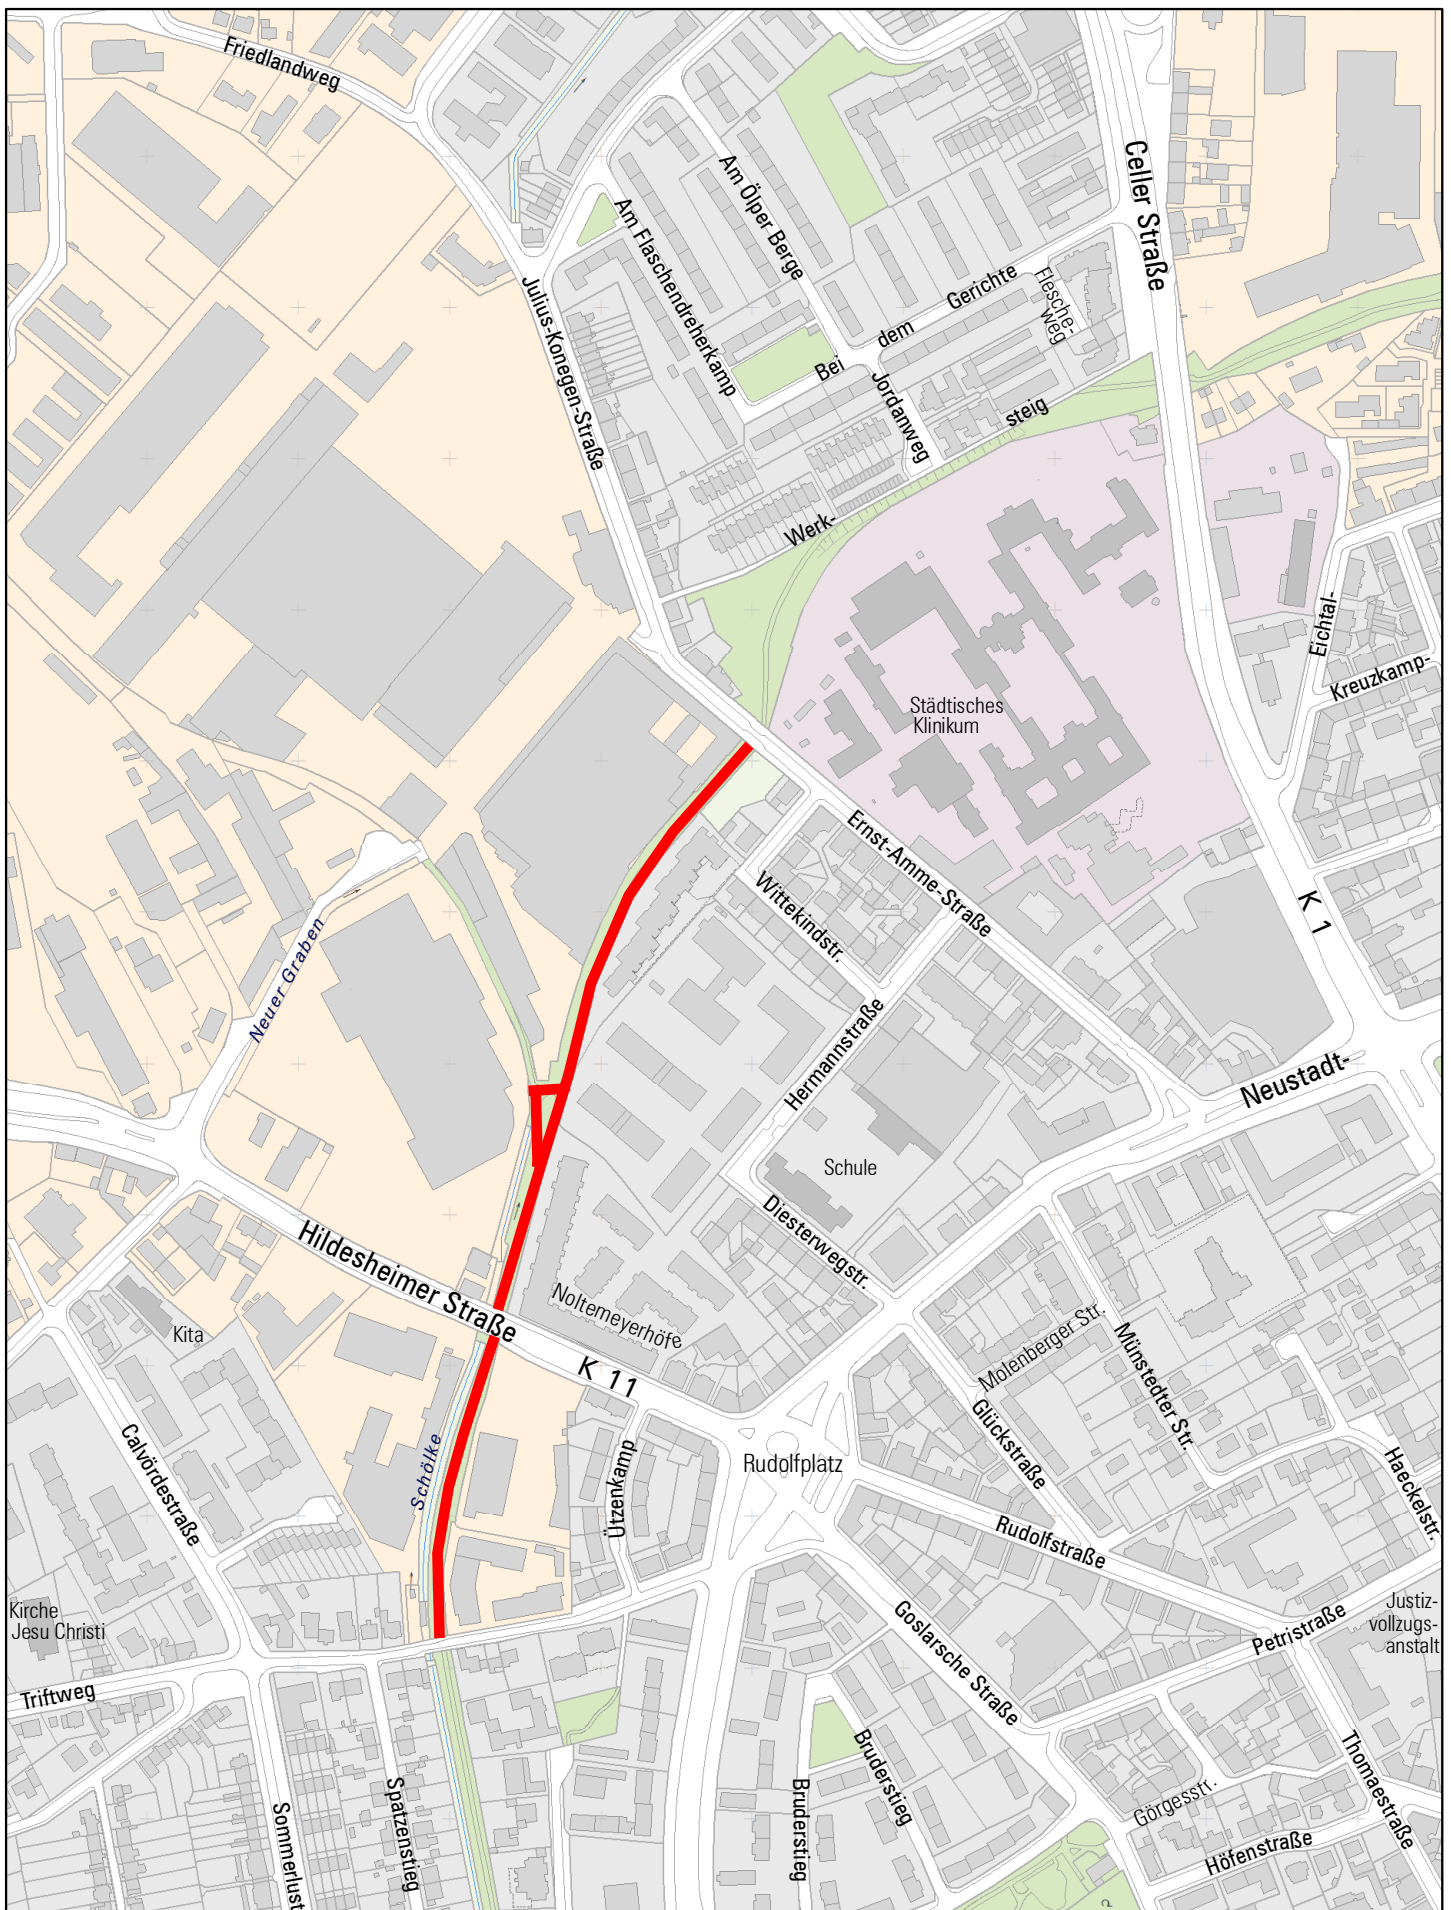 Friedlandweg
Celler Straße
Am Ölper Berge
Am Flaschendreherkamp
Julius-Konegen-Straße
Bei
dem
Gerichte
Flesche-
weg
Jordanweg
Werk-
steig
Eichtal-
Kreuzkamp-
Städtisches
Klinikum
Ernst-Amme-Straße
Wittekindstr.
K 1
Neuer Graben
Hermannstraße
Neustadt-
Schule
Diesterwegstr.
Hildesheimer Straße
Noltemeyerhöfe
Kita
K 11
Molenberger Str.
Münstedter Str.
Glückstraße
Calvördestraße
Schölke
Ützenkamp
Rudolfplatz
Haeckelstr.
Rudolfstraße
Kirche
Jesu Christi
Goslarsche Straße
Petristraße
Justiz-
vollzugs-
anstalt
Triftweg
Spatzenstieg
Sommerlust
Bruderstieg
Bruderstieg
Görgesstr.
Thomaestraße
Höfenstraße